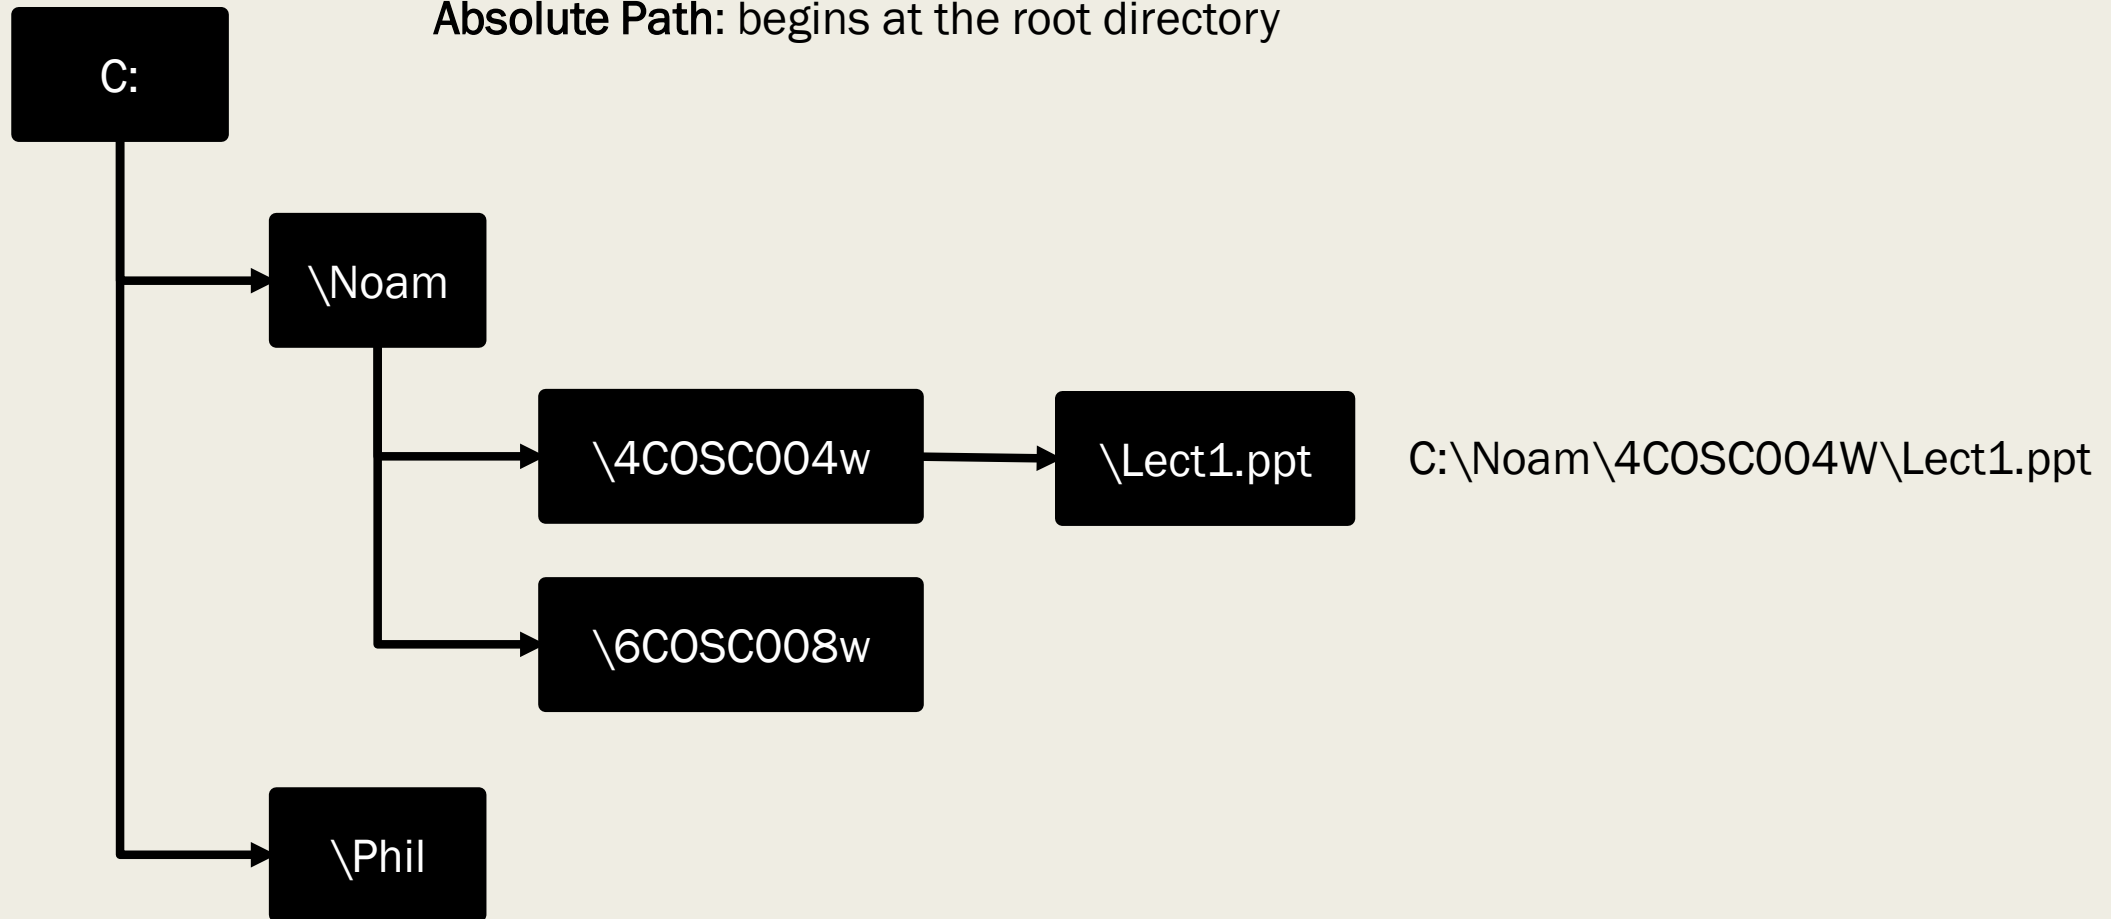 Absolute Path: begins at the root directory
C:
\Noam
\4COSC004w
\Lect1.ppt
C:\Noam\4COSC004W\Lect1.ppt
\6COSC008w
\Phil